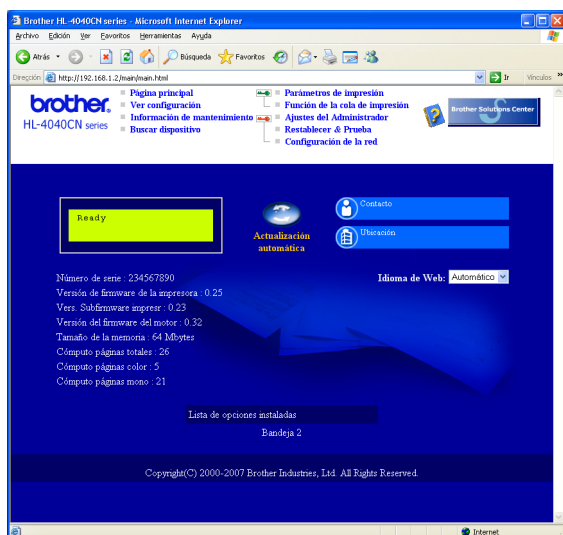 Brother HL-4040CN series - Microsoft Internet Explorer
Archivo Edición Ver Favoritos Herramientas Ayuda
Atrás Búsqueda Favoritos
Dirección http://192.168.1.2/main/main.html Ir Vínculos »
brother.
HL-4040CN series
Página principal
Ver configuración
Información de mantenimiento
Buscar dispositivo
Parámetros de impresión
Función de la cola de impresión
Ajustes del Administrador
Restablecer & Prueba
Configuración de la red
Brother Solutions Center
Ready
Actualización
automática
Contacto
Ubicación
Número de serie : 234567890
Versión de firmware de la impresora : 0.25
Vers. Subfirmware impresr : 0.23
Versión del firmware del motor : 0.32
Tamaño de la memoria : 64 Mbytes
Cómputo páginas totales : 26
Cómputo páginas color : 5
Cómputo páginas mono : 21
Idioma de Web: Automático
Lista de opciones instaladas
Bandeja 2
Copyright(C) 2000-2007 Brother Industries, Ltd. All Rights Reserved.
Internet